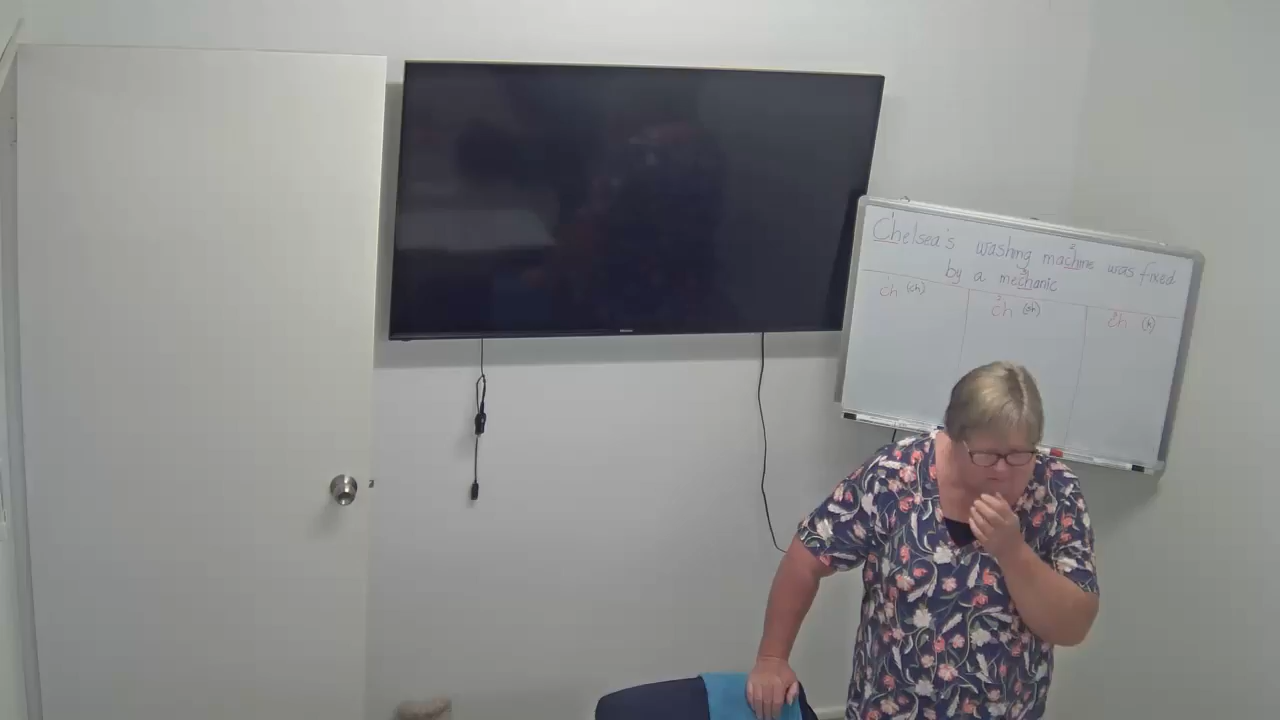 Chelsea's washing machine was fixed
by a mechanic
ch (ch)
ch (sh)
ch (k)